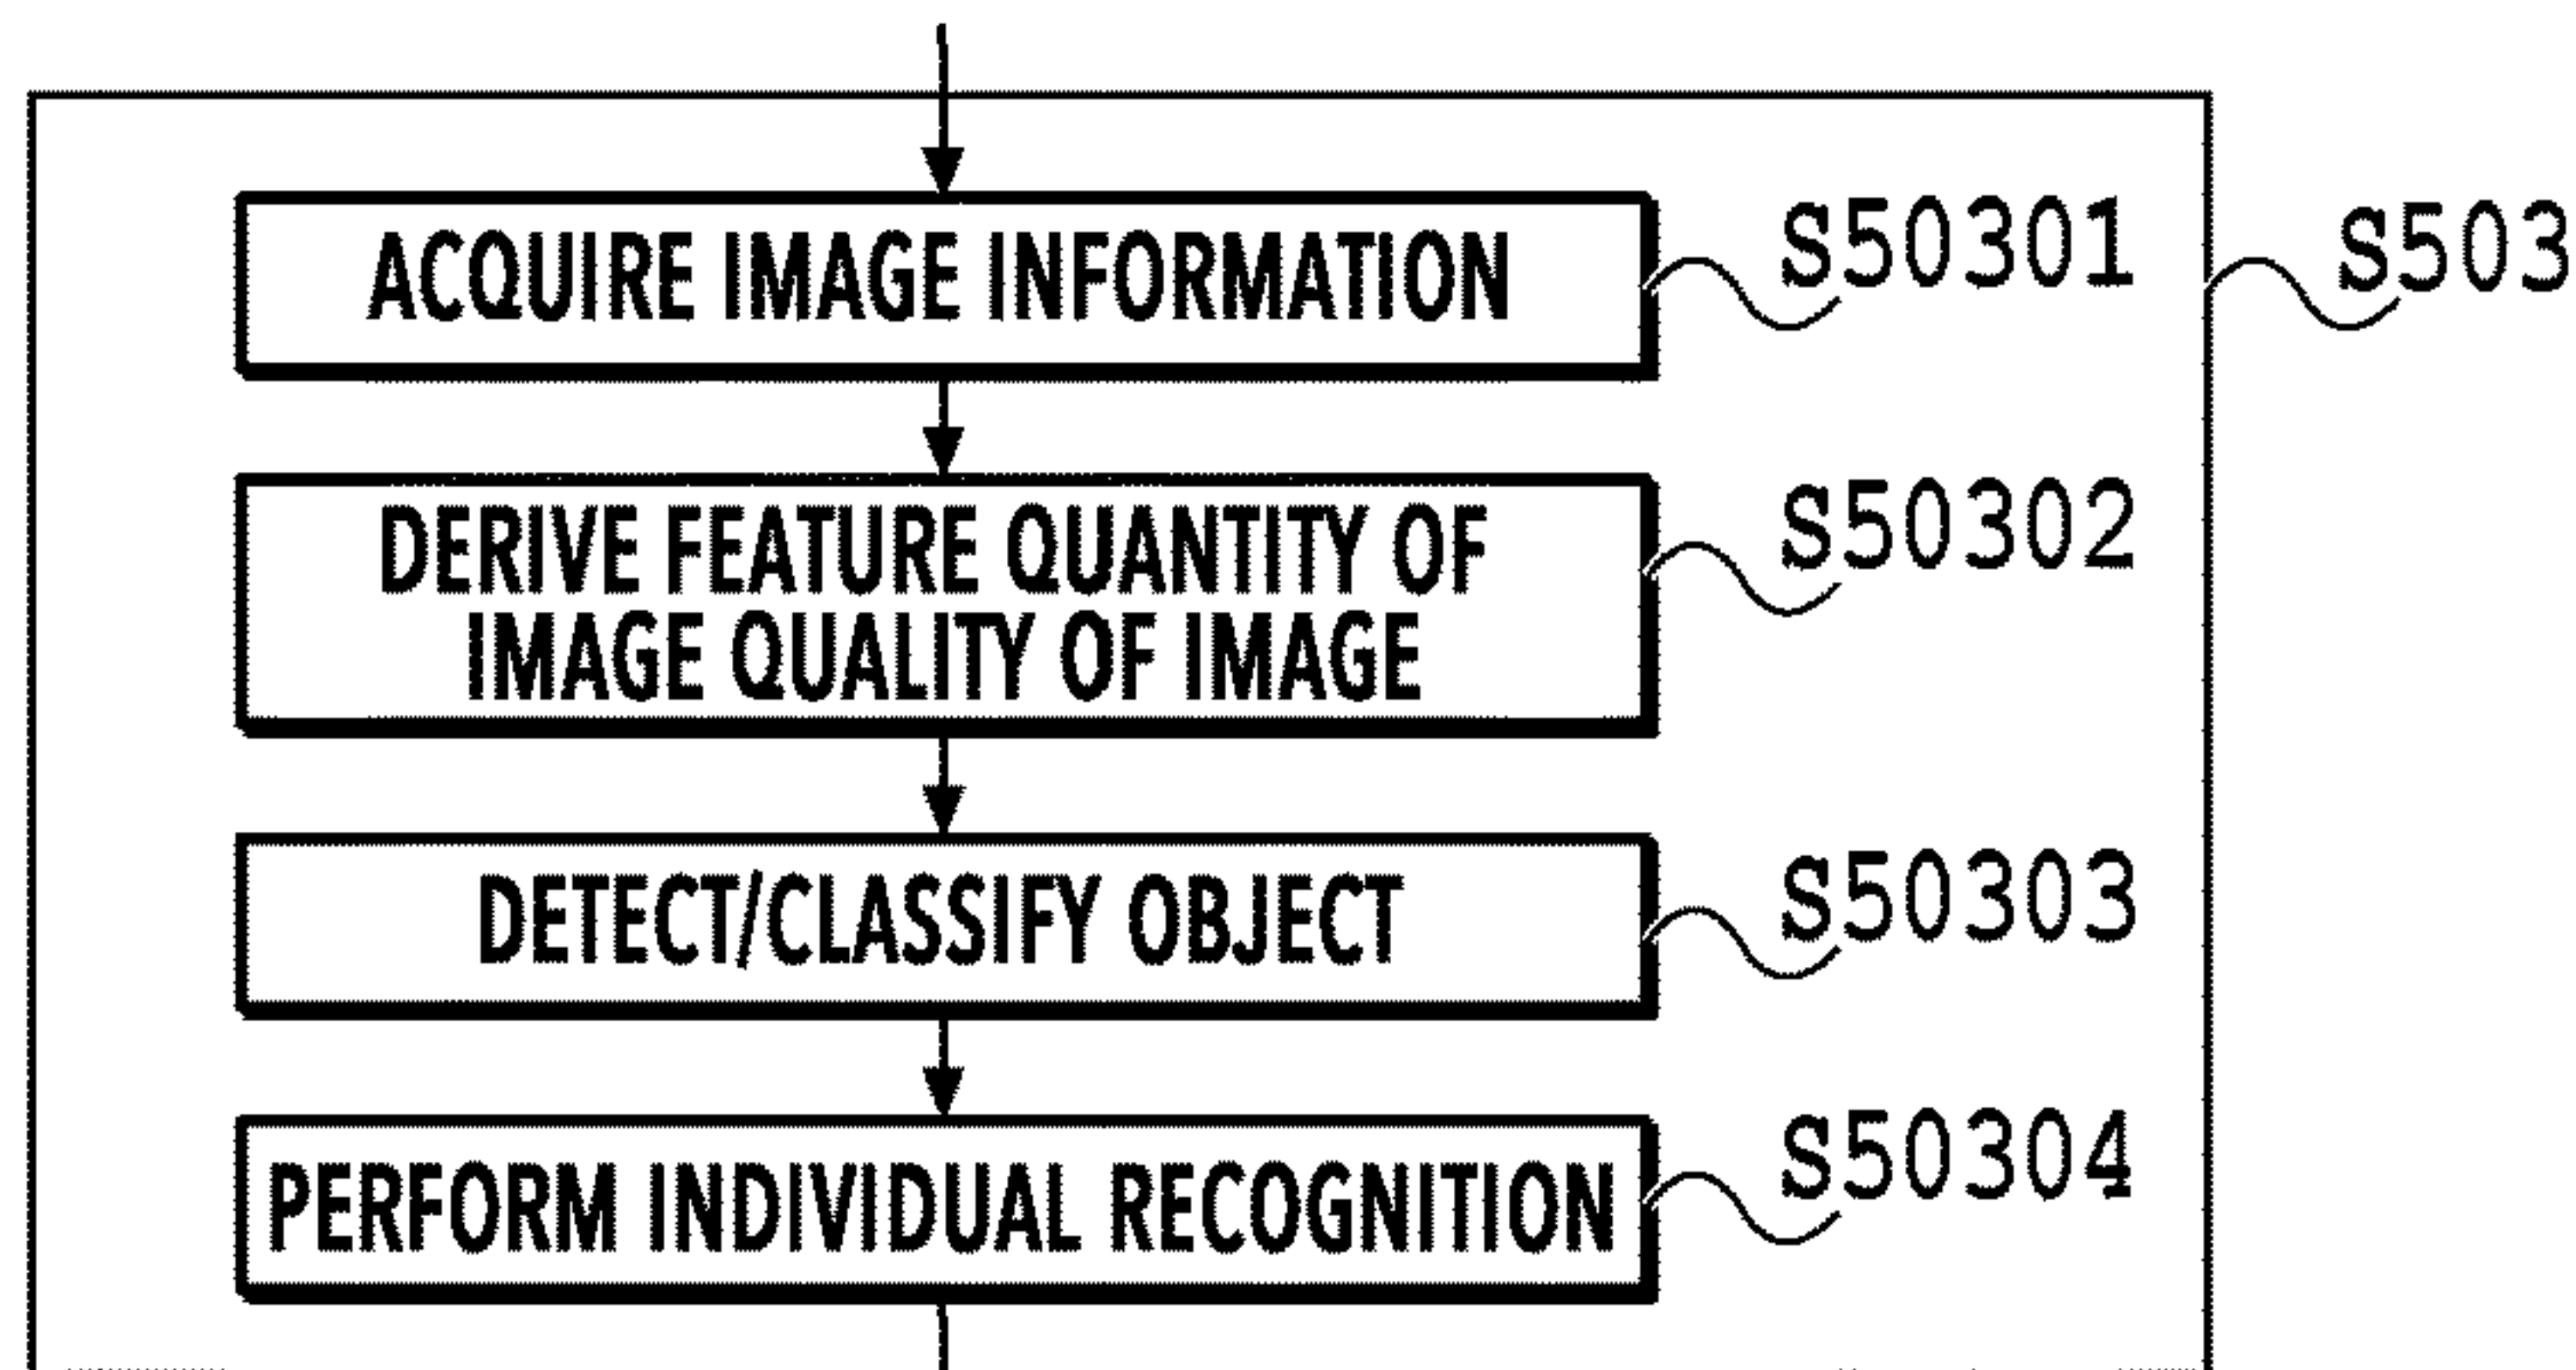 ACQUIRE IMAGE INFORMATION
S50301
S503
DERIVE FEATURE QUANTITY OF
IMAGE QUALITY OF IMAGE
S50302
DETECT/CLASSIFY OBJECT
S50303
PERFORM INDIVIDUAL RECOGNITION
S50304